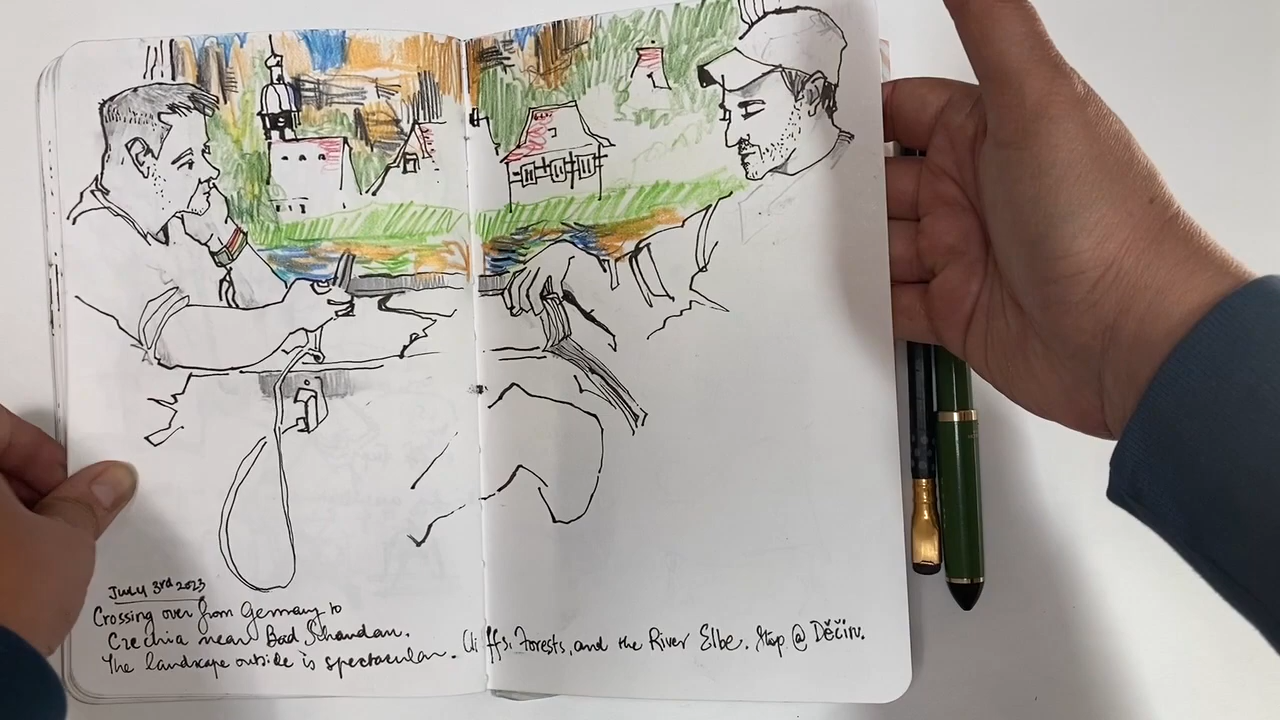 July 3rd 2023
Crossing over from Germany to
Czechia near Bad Schandau.
The landscape outside is spectacular. Cliffs, Forests, and the River Elbe. Stop @ Děčín.